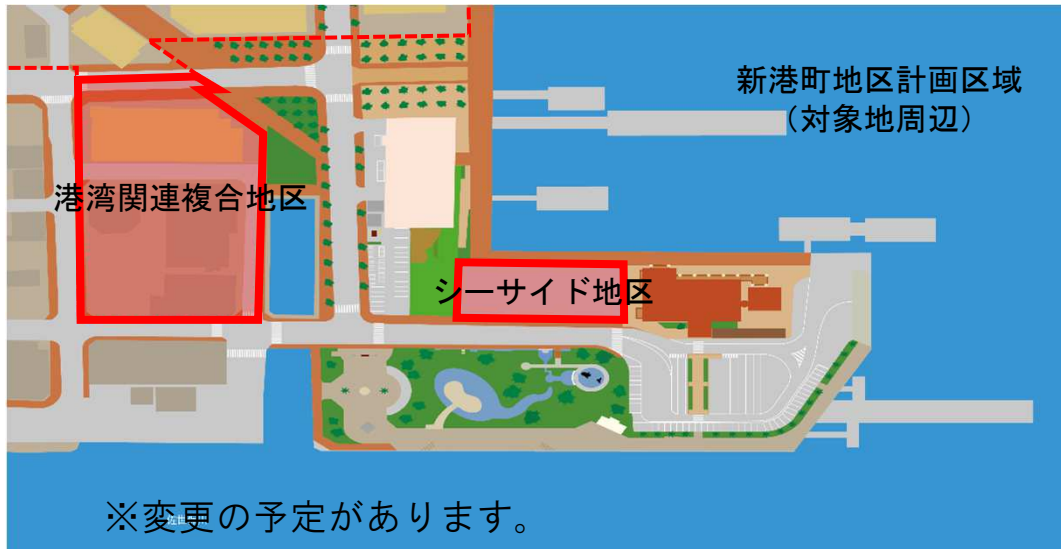 新港町地区計画区域
（対象地周辺）
港湾関連複合地区
シーサイド地区
※変更の予定があります。